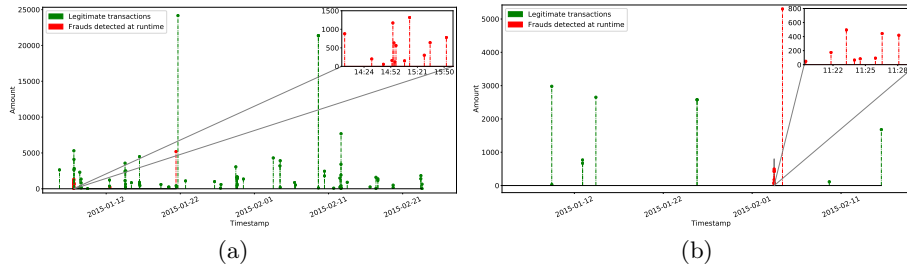 25000
20000
15000
10000
5000
0
Amount
Legitimate transactions
Frauds detected at runtime
1500
1000
500
0
14:24 14:52 15:21 15:50
2015-01-12 2015-01-22 2015-02-01 2015-02-11 2015-02-21
Timestamp
(a)
5000
4000
3000
2000
1000
0
Amount
Legitimate transactions
Frauds detected at runtime
800
600
400
200
0
11:22 11:25 11:28
2015-01-12 2015-01-22 2015-02-01 2015-02-11
Timestamp
(b)